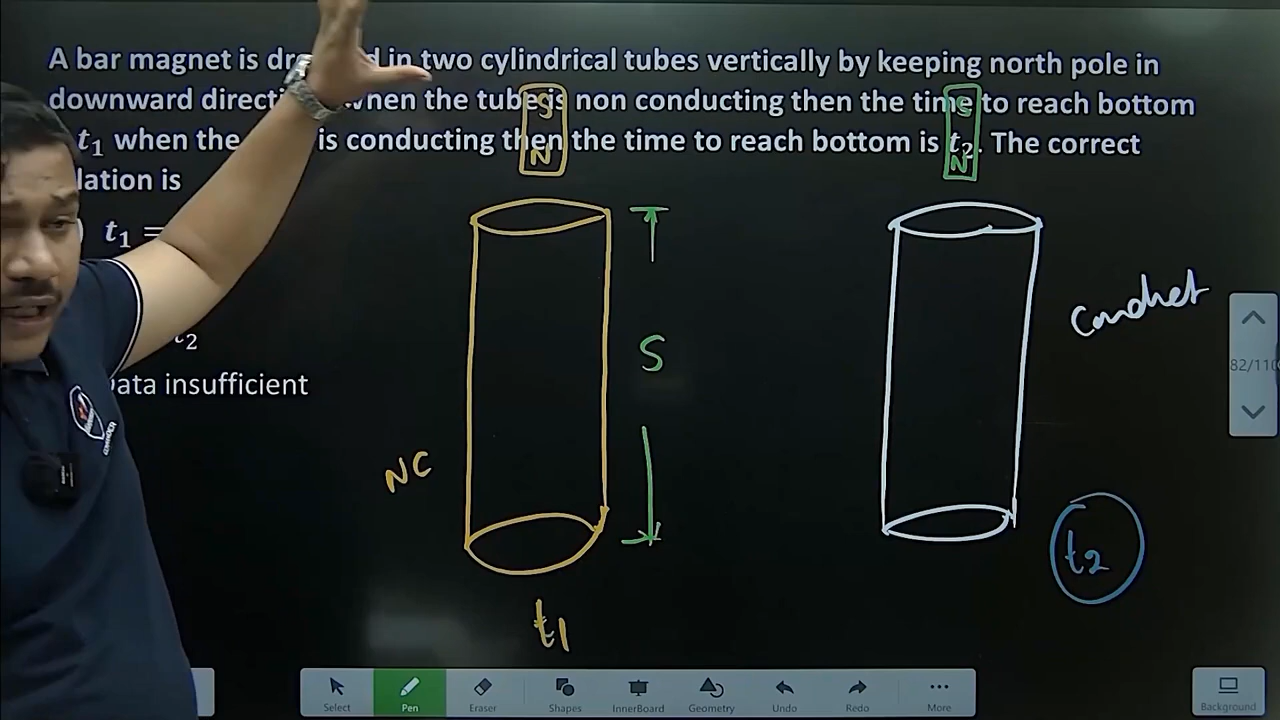 A bar magnet is in two cylindrical tubes vertically by keeping north pole in
downward when the tube is non conducting then the time to reach bottom
t₁ when the is conducting then the time to reach bottom is t₂. The correct
lation is
t₁ =
t₂
ata insufficient
S
N
S
N
S
NC
t₁
Conduct
t₂
82/110
Select
Pen
Eraser
Shapes
InnerBoard
Geometry
Undo
Redo
More
Background